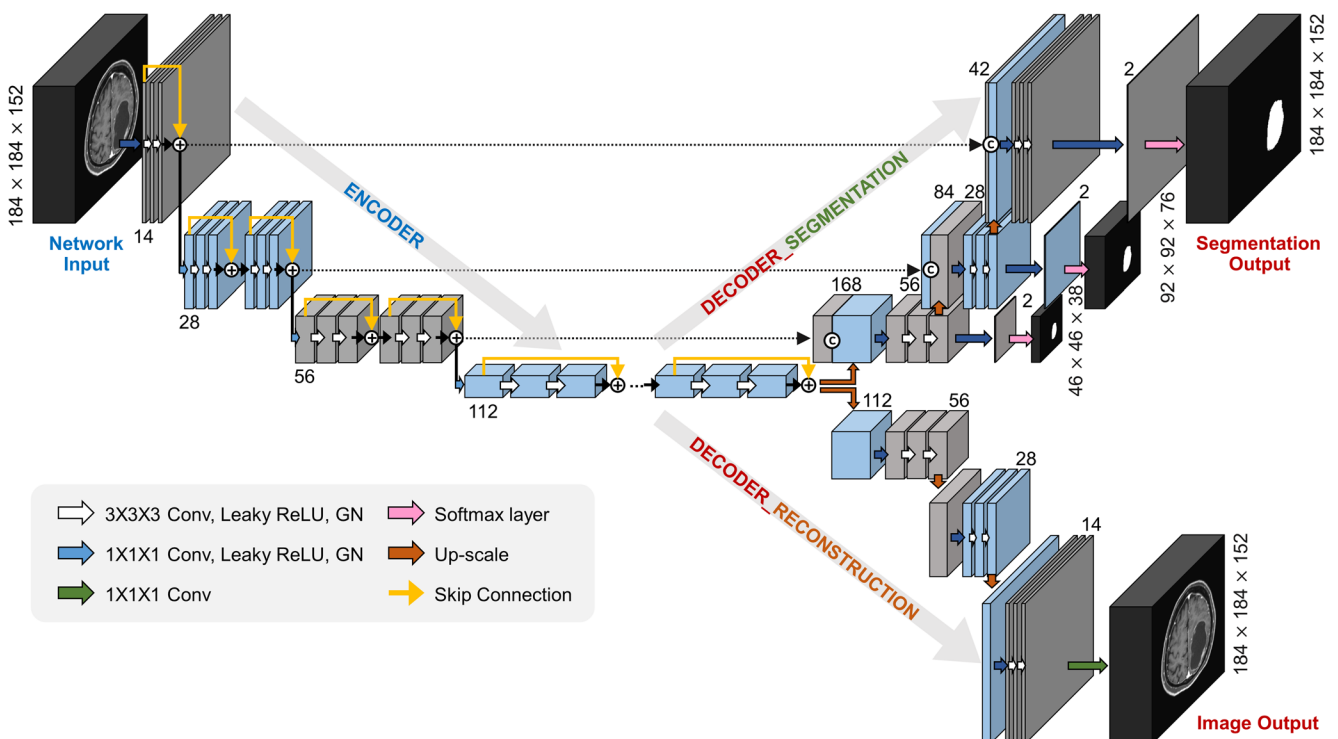 184 × 184 × 152
Network
Input
14
ENCODER
28
56
112
DECODER_SEGMENTATION
42
C
2
184 × 184 × 152
Segmentation
Output
84
28
2
C
92 × 92 × 76
168
56
2
C
46 × 46 × 38
DECODER_RECONSTRUCTION
112
56
28
14
184 × 184 × 152
Image Output
3X3X3 Conv, Leaky ReLU, GN
1X1X1 Conv, Leaky ReLU, GN
1X1X1 Conv
Softmax layer
Up-scale
Skip Connection